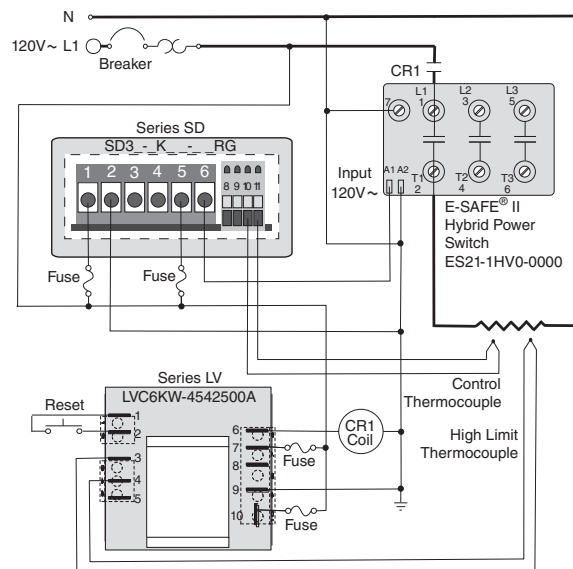 N
120V~ L1
Breaker
CR1
Series SD
SD3_- K_ _-_ _RG
1 2 3 4 5 6
8 9 10 11
7
L1
1
L2
3
L3
5
Input
120V~
A1 A2
T1
2
T2
4
T3
6
E-SAFE® II
Hybrid Power
Switch
ES21-1HV0-0000
Fuse
Fuse
Series LV
LVC6KW-4542500A
Reset
1
2
3
4
5
6
7
8
9
10
CR1
Coil
Fuse
Fuse
Control
Thermocouple
High Limit
Thermocouple